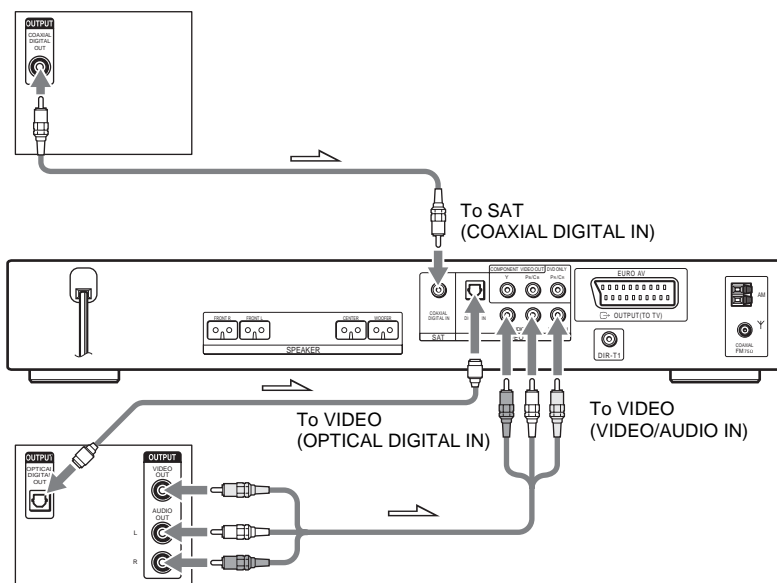 OUTPUT
COAXIAL
DIGITAL
OUT
To SAT
(COAXIAL DIGITAL IN)
COMPONENT VIDEO OUT
DVD ONLY
Y
PB/CB
PR/CR
COAXIAL
DIGITAL IN
SAT
EURO AV
OUTPUT(TO TV)
DIR-T1
AM
COAXIAL
FM75Ω
FRONT R
FRONT L
CENTER
WOOFER
SPEAKER
To VIDEO
(OPTICAL DIGITAL IN)
To VIDEO
(VIDEO/AUDIO IN)
OUTPUT
OPTICAL
DIGITAL
OUT
OUTPUT
VIDEO
OUT
AUDIO
OUT
L
R